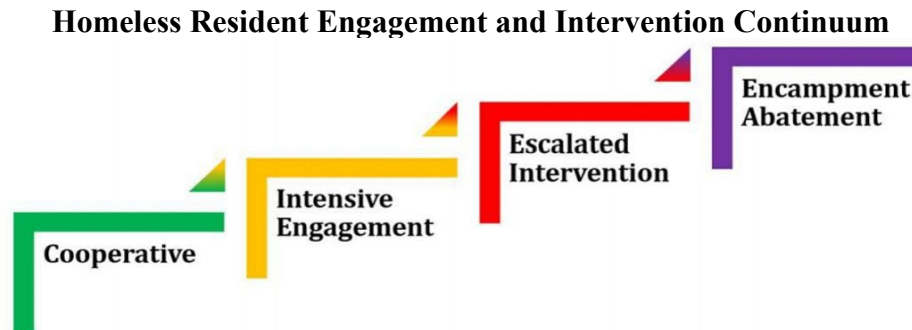 Homeless Resident Engagement and Intervention Continuum
Cooperative
Intensive
Engagement
Escalated
Intervention
Encampment
Abatement